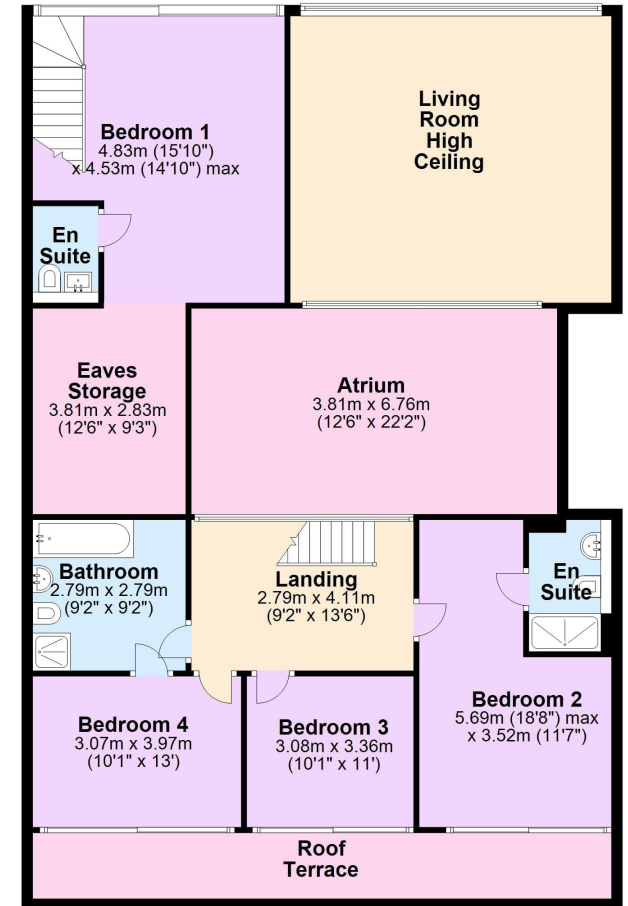 Bedroom 1
4.83m (15'10")
x 4.53m (14'10") max
Living
Room
High
Ceiling
En
Suite
Eaves
Storage
3.81m x 2.83m
(12'6" x 9'3")
Atrium
3.81m x 6.76m
(12'6" x 22'2")
Bathroom
2.79m x 2.79m
(9'2" x 9'2")
Landing
2.79m x 4.11m
(9'2" x 13'6")
En
Suite
Bedroom 4
3.07m x 3.97m
(10'1" x 13')
Bedroom 3
3.08m x 3.36m
(10'1" x 11')
Bedroom 2
5.69m (18'8") max
x 3.52m (11'7")
Roof
Terrace